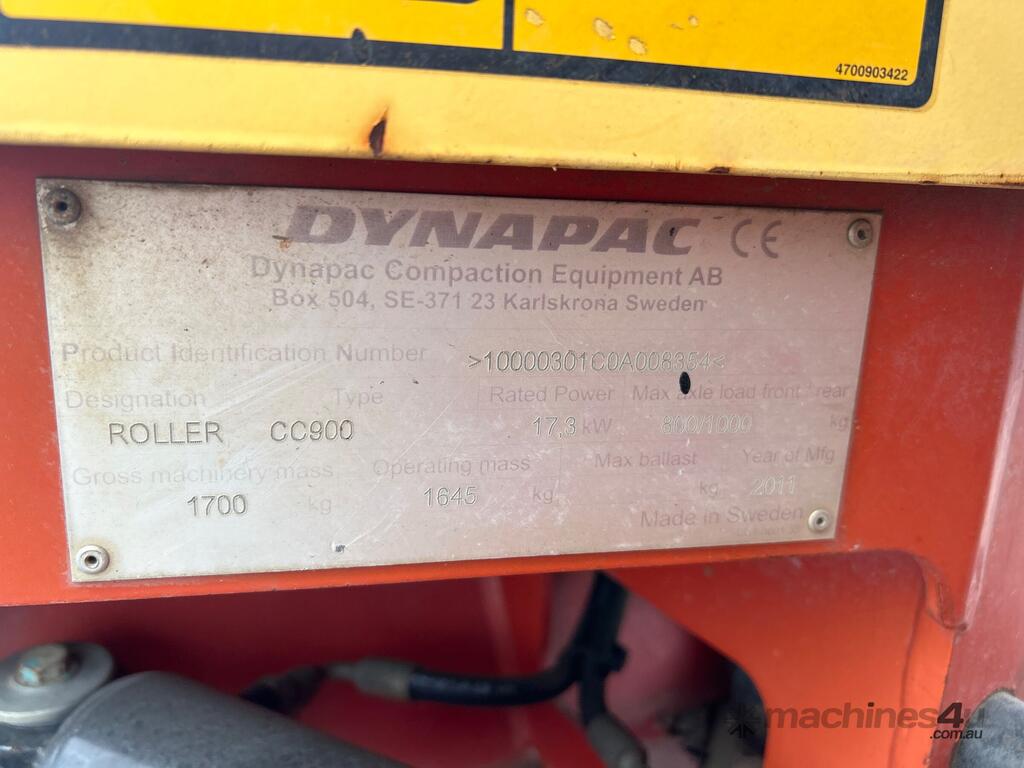 4700903422
DYNAPAC CE
Dynapac Compaction Equipment AB
Box 504, SE-371 23 Karlskrona Sweden
Product Identification Number >10000301C0A008354<
Designation Type Rated Power Max axle load front / rear
ROLLER CC900 17,3 kW 800/1000 kg
Gross machinery mass Operating mass Max ballast Year of Mfg
1700 kg 1645 kg kg 2011
Made in Sweden
machines4u
.com.au